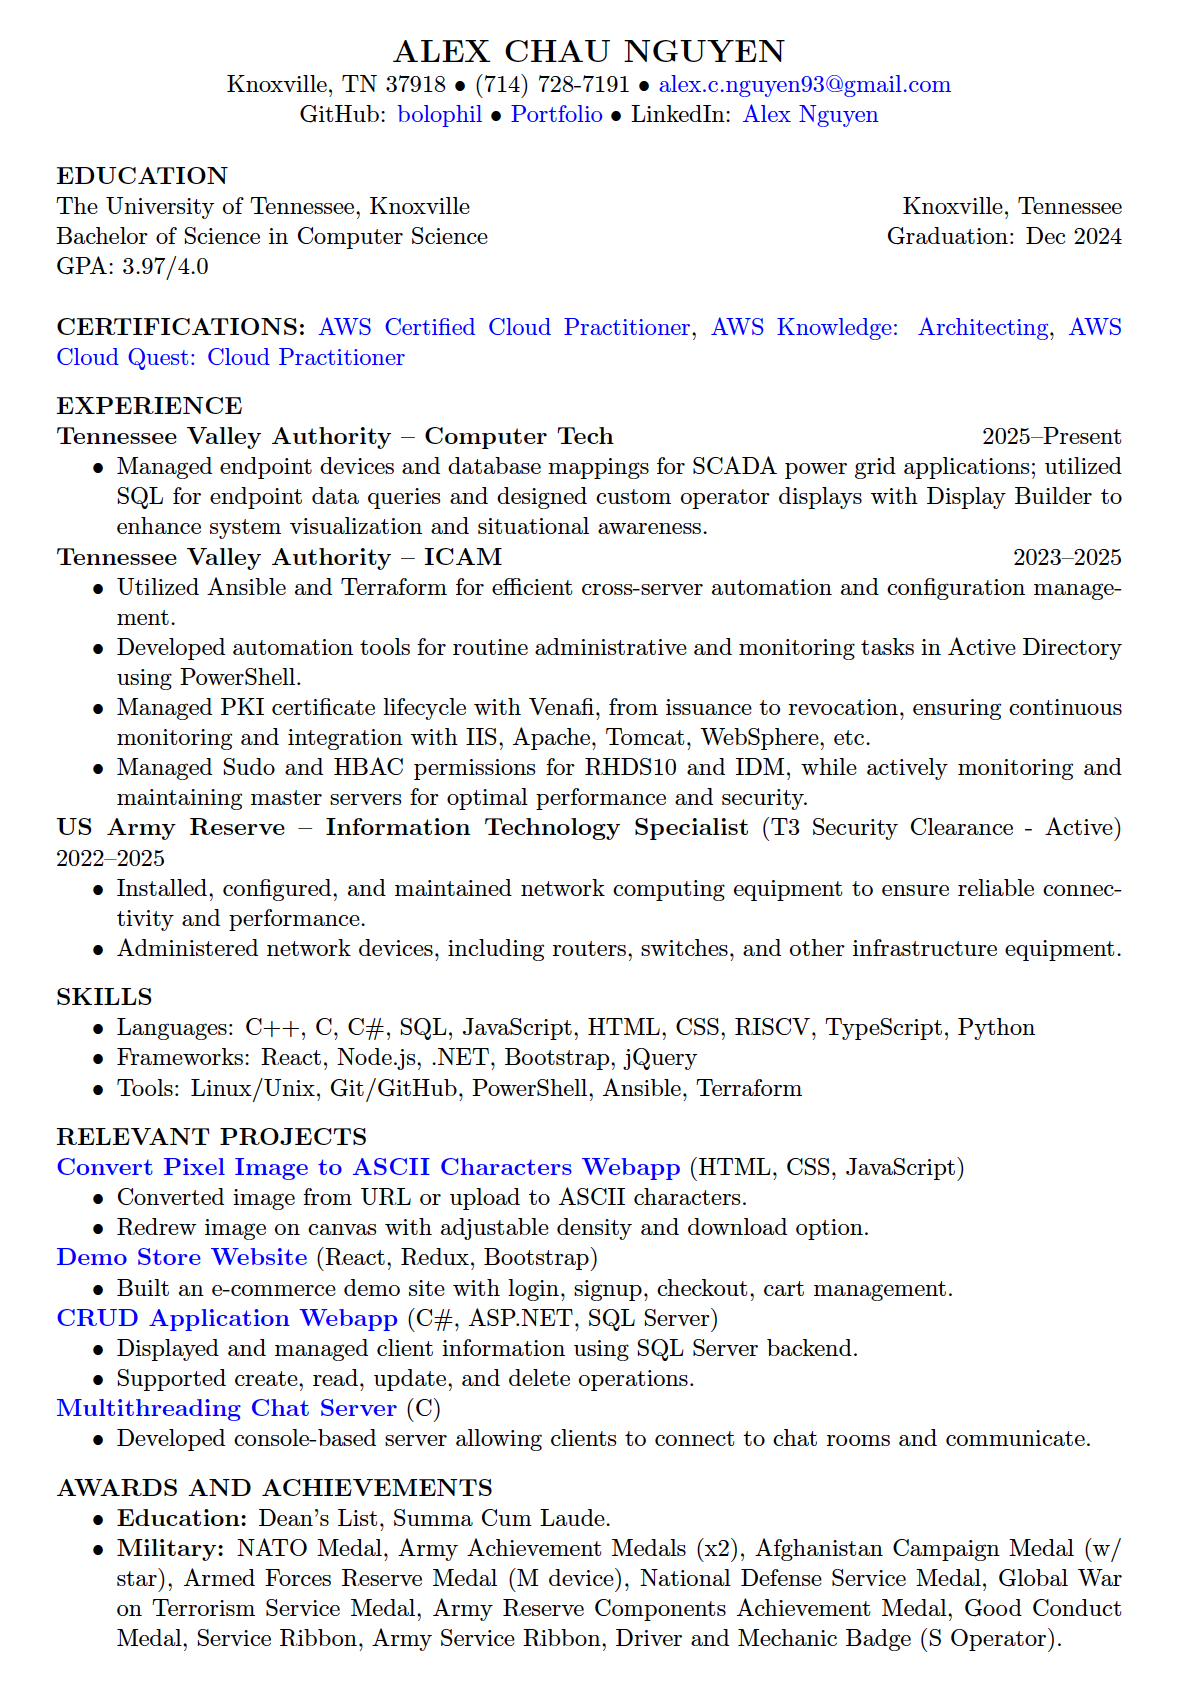 ALEX CHAU NGUYEN
Knoxville, TN 37918 ● (714) 728-7191 ● alex.c.nguyen93@gmail.com
GitHub: bolophil ● Portfolio ● LinkedIn: Alex Nguyen
EDUCATION
The University of Tennessee, Knoxville Knoxville, Tennessee
Bachelor of Science in Computer Science Graduation: Dec 2024
GPA: 3.97/4.0
CERTIFICATIONS: AWS Certified Cloud Practitioner, AWS Knowledge: Architecting, AWS
Cloud Quest: Cloud Practitioner
EXPERIENCE
Tennessee Valley Authority – Computer Tech 2025–Present
● Managed endpoint devices and database mappings for SCADA power grid applications; utilized
SQL for endpoint data queries and designed custom operator displays with Display Builder to
enhance system visualization and situational awareness.
Tennessee Valley Authority – ICAM 2023–2025
● Utilized Ansible and Terraform for efficient cross-server automation and configuration manage-
ment.
● Developed automation tools for routine administrative and monitoring tasks in Active Directory
using PowerShell.
● Managed PKI certificate lifecycle with Venafi, from issuance to revocation, ensuring continuous
monitoring and integration with IIS, Apache, Tomcat, WebSphere, etc.
● Managed Sudo and HBAC permissions for RHDS10 and IDM, while actively monitoring and
maintaining master servers for optimal performance and security.
US Army Reserve – Information Technology Specialist (T3 Security Clearance - Active)
2022–2025
● Installed, configured, and maintained network computing equipment to ensure reliable connec-
tivity and performance.
● Administered network devices, including routers, switches, and other infrastructure equipment.
SKILLS
● Languages: C++, C, C#, SQL, JavaScript, HTML, CSS, RISCV, TypeScript, Python
● Frameworks: React, Node.js, .NET, Bootstrap, jQuery
● Tools: Linux/Unix, Git/GitHub, PowerShell, Ansible, Terraform
RELEVANT PROJECTS
Convert Pixel Image to ASCII Characters Webapp (HTML, CSS, JavaScript)
● Converted image from URL or upload to ASCII characters.
● Redrew image on canvas with adjustable density and download option.
Demo Store Website (React, Redux, Bootstrap)
● Built an e-commerce demo site with login, signup, checkout, cart management.
CRUD Application Webapp (C#, ASP.NET, SQL Server)
● Displayed and managed client information using SQL Server backend.
● Supported create, read, update, and delete operations.
Multithreading Chat Server (C)
● Developed console-based server allowing clients to connect to chat rooms and communicate.
AWARDS AND ACHIEVEMENTS
● Education: Dean's List, Summa Cum Laude.
● Military: NATO Medal, Army Achievement Medals (x2), Afghanistan Campaign Medal (w/
star), Armed Forces Reserve Medal (M device), National Defense Service Medal, Global War
on Terrorism Service Medal, Army Reserve Components Achievement Medal, Good Conduct
Medal, Service Ribbon, Army Service Ribbon, Driver and Mechanic Badge (S Operator).